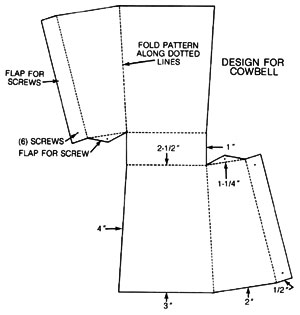 FOLD PATTERN
ALONG DOTTED
LINES
DESIGN FOR
COWBELL
FLAP FOR
SCREWS
(6) SCREWS
FLAP FOR SCREW
2-1/2"
1"
1-1/4"
4"
3"
2"
1/2"